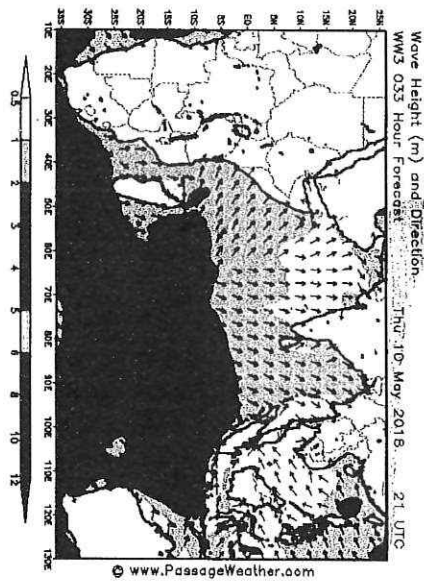 Wave Height (m) and Direction
WW3 033 Hour Forecast Thu 10 May 2018 21 UTC
25N
20N
15N
10N
5N
EQ
5S
10S
15S
20S
25S
30S
35S
10E
20E
30E
40E
50E
60E
70E
80E
90E
100E
110E
120E
130E
0.5
1
2
3
4
5
6
8
10
12
© www.PassageWeather.com